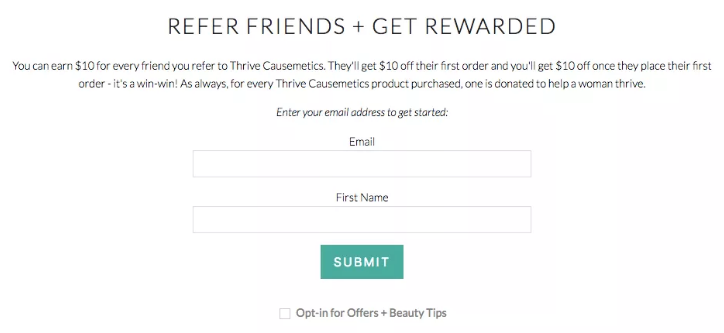 REFER FRIENDS + GET REWARDED
You can earn $10 for every friend you refer to Thrive Causemetics. They'll get $10 off their first order and you'll get $10 off once they place their first
order - it's a win-win! As always, for every Thrive Causemetics product purchased, one is donated to help a woman thrive.
Enter your email address to get started:
Email
First Name
SUBMIT
Opt-in for Offers + Beauty Tips